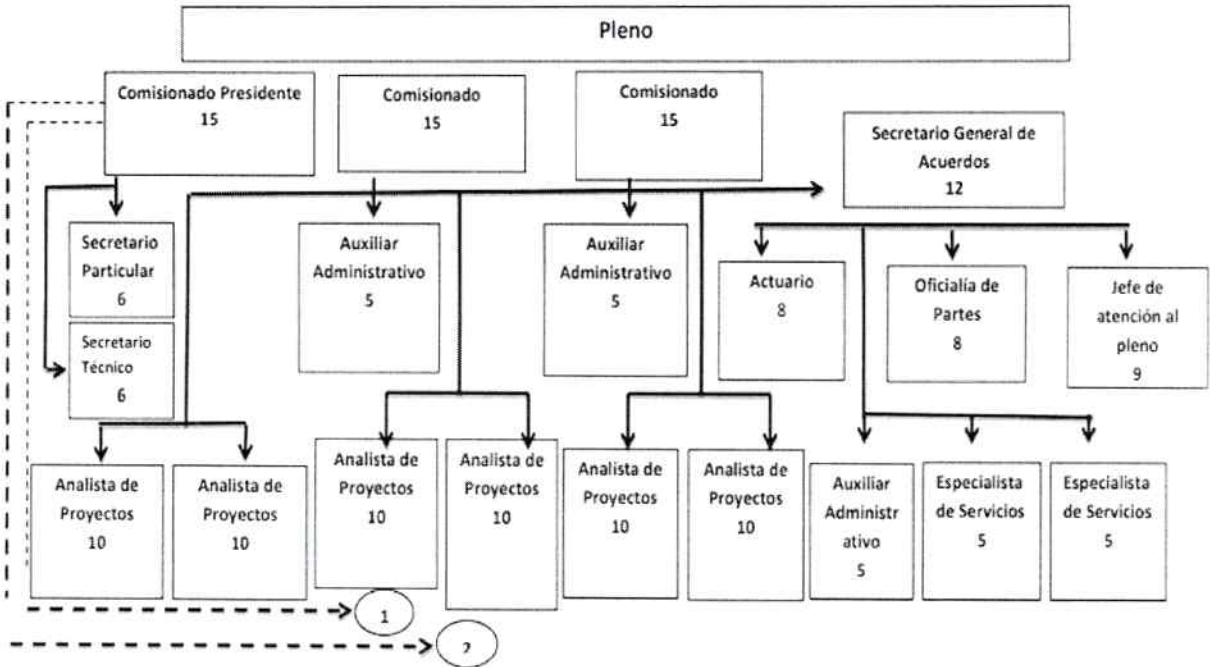 Pleno
Comisionado Presidente
15
Comisionado
15
Comisionado
15
Secretario General de
Acuerdos
12
Secretario
Particular
6
Secretario
Técnico
6
Auxiliar
Administrativo
5
Auxiliar
Administrativo
5
Actuario
8
Oficialía de
Partes
8
Jefe de
atención al
pleno
9
Analista de
Proyectos
10
Analista de
Proyectos
10
Analista de
Proyectos
10
Analista de
Proyectos
10
Analista de
Proyectos
10
Analista de
Proyectos
10
Auxiliar
Administr
ativo
5
Especialista
de Servicios
5
Especialista
de Servicios
5
1
2